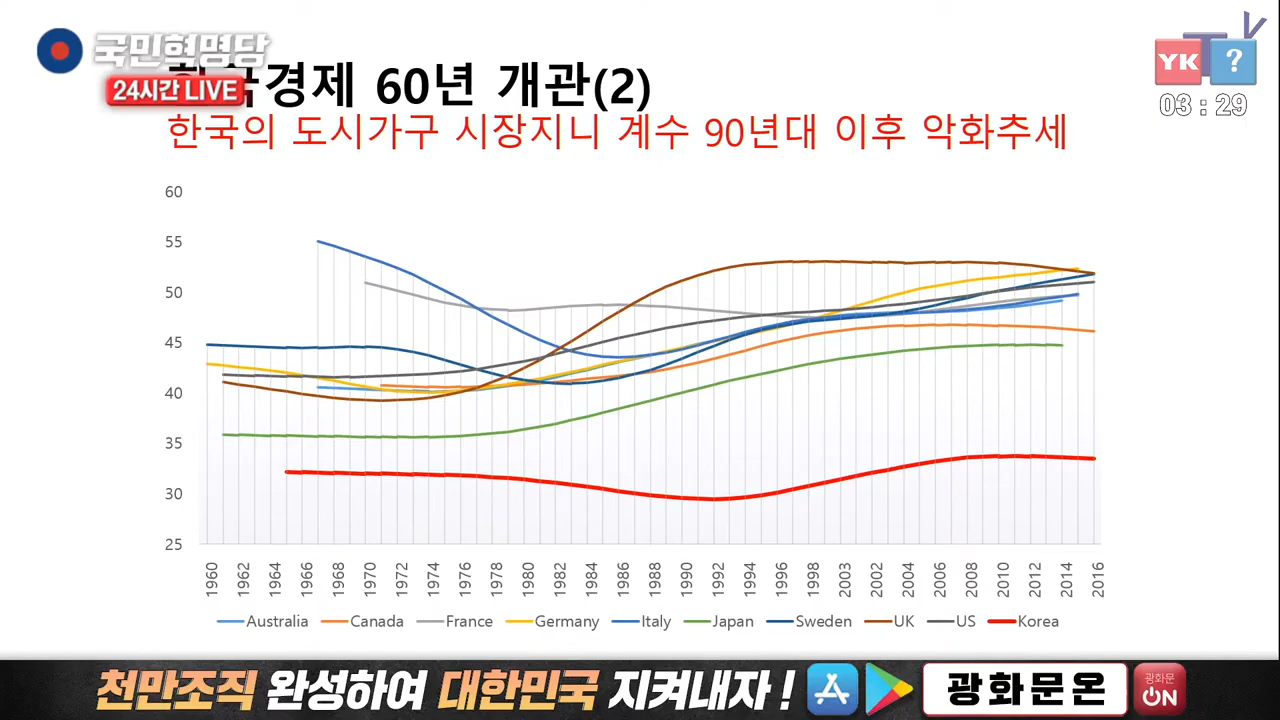 국민혁명당
24시간 LIVE
한국경제 60년 개관(2)
한국의 도시가구 시장지니 계수 90년대 이후 악화추세
TV
YK ?
03 : 29
60
55
50
45
40
35
30
25
1960 1962 1964 1966 1968 1970 1972 1974 1976 1978 1980 1982 1984 1986 1988 1990 1992 1994 1996 1998 2003 2002 2004 2006 2008 2010 2012 2014 2016
Australia Canada France Germany Italy Japan Sweden UK US Korea
천만조직 완성하여 대한민국 지켜내자 !
광화문온
광화문
ON